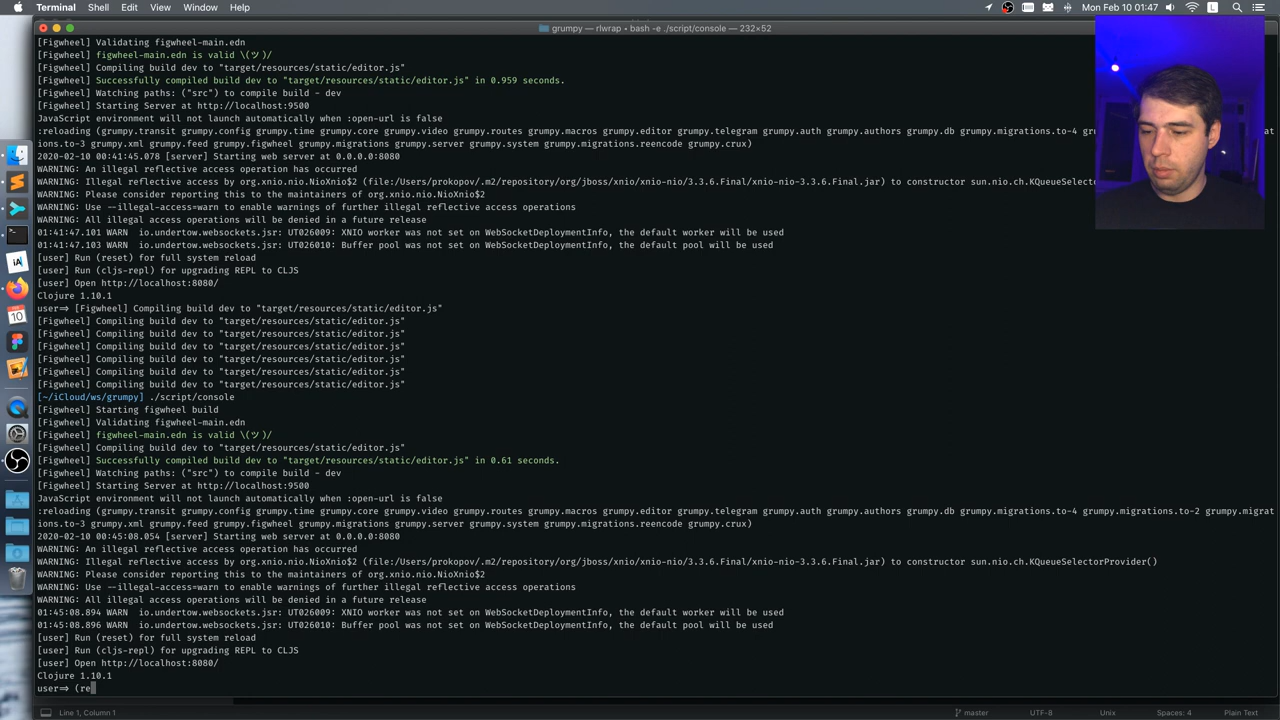 Terminal Shell Edit View Window Help
Mon Feb 10 01:47
grumpy — rlwrap • bash -e ./script/console — 232×52
[Figwheel] Validating figwheel-main.edn
[Figwheel] figwheel-main.edn is valid \(ツ)/
[Figwheel] Compiling build dev to "target/resources/static/editor.js"
[Figwheel] Successfully compiled build dev to "target/resources/static/editor.js" in 0.959 seconds.
[Figwheel] Watching paths: ("src") to compile build - dev
[Figwheel] Starting Server at http://localhost:9500
JavaScript environment will not launch automatically when :open-url is false
:reloading (grumpy.transit grumpy.config grumpy.time grumpy.core grumpy.video grumpy.routes grumpy.macros grumpy.editor grumpy.telegram grumpy.auth grumpy.authors grumpy.db grumpy.migrations.to-4 gr
ions.to-3 grumpy.xml grumpy.feed grumpy.figwheel grumpy.migrations grumpy.server grumpy.system grumpy.migrations.reencode grumpy.crux)
2020-02-10 00:41:45.078 [server] Starting web server at 0.0.0.0:8080
WARNING: An illegal reflective access operation has occurred
WARNING: Illegal reflective access by org.xnio.nio.NioXnio$2 (file:/Users/prokopov/.m2/repository/org/jboss/xnio/xnio-nio/3.3.6.Final/xnio-nio-3.3.6.Final.jar) to constructor sun.nio.ch.KQueueSelecto
WARNING: Please consider reporting this to the maintainers of org.xnio.nio.NioXnio$2
WARNING: Use --illegal-access=warn to enable warnings of further illegal reflective access operations
WARNING: All illegal access operations will be denied in a future release
01:41:47.101 WARN io.undertow.websockets.jsr: UT026009: XNIO worker was not set on WebSocketDeploymentInfo, the default worker will be used
01:41:47.103 WARN io.undertow.websockets.jsr: UT026010: Buffer pool was not set on WebSocketDeploymentInfo, the default pool will be used
[user] Run (reset) for full system reload
[user] Run (cljs-repl) for upgrading REPL to CLJS
[user] Open http://localhost:8080/
Clojure 1.10.1
user=> [Figwheel] Compiling build dev to "target/resources/static/editor.js"
[Figwheel] Compiling build dev to "target/resources/static/editor.js"
[Figwheel] Compiling build dev to "target/resources/static/editor.js"
[Figwheel] Compiling build dev to "target/resources/static/editor.js"
[Figwheel] Compiling build dev to "target/resources/static/editor.js"
[Figwheel] Compiling build dev to "target/resources/static/editor.js"
[Figwheel] Compiling build dev to "target/resources/static/editor.js"
[~/iCloud/ws/grumpy] ./script/console
[Figwheel] Starting figwheel build
[Figwheel] Validating figwheel-main.edn
[Figwheel] figwheel-main.edn is valid \(ツ)/
[Figwheel] Compiling build dev to "target/resources/static/editor.js"
[Figwheel] Successfully compiled build dev to "target/resources/static/editor.js" in 0.61 seconds.
[Figwheel] Watching paths: ("src") to compile build - dev
[Figwheel] Starting Server at http://localhost:9500
JavaScript environment will not launch automatically when :open-url is false
:reloading (grumpy.transit grumpy.config grumpy.time grumpy.core grumpy.video grumpy.routes grumpy.macros grumpy.editor grumpy.telegram grumpy.auth grumpy.authors grumpy.db grumpy.migrations.to-4 grumpy.migrations.to-2 grumpy.migrat
ions.to-3 grumpy.xml grumpy.feed grumpy.figwheel grumpy.migrations grumpy.server grumpy.system grumpy.migrations.reencode grumpy.crux)
2020-02-10 00:45:08.054 [server] Starting web server at 0.0.0.0:8080
WARNING: An illegal reflective access operation has occurred
WARNING: Illegal reflective access by org.xnio.nio.NioXnio$2 (file:/Users/prokopov/.m2/repository/org/jboss/xnio/xnio-nio/3.3.6.Final/xnio-nio-3.3.6.Final.jar) to constructor sun.nio.ch.KQueueSelectorProvider()
WARNING: Please consider reporting this to the maintainers of org.xnio.nio.NioXnio$2
WARNING: Use --illegal-access=warn to enable warnings of further illegal reflective access operations
WARNING: All illegal access operations will be denied in a future release
01:45:08.894 WARN io.undertow.websockets.jsr: UT026009: XNIO worker was not set on WebSocketDeploymentInfo, the default worker will be used
01:45:08.896 WARN io.undertow.websockets.jsr: UT026010: Buffer pool was not set on WebSocketDeploymentInfo, the default pool will be used
[user] Run (reset) for full system reload
[user] Run (cljs-repl) for upgrading REPL to CLJS
[user] Open http://localhost:8080/
Clojure 1.10.1
user=> (re
Line 1, Column 1 master UTF-8 Unix Spaces: 4 Plain Text